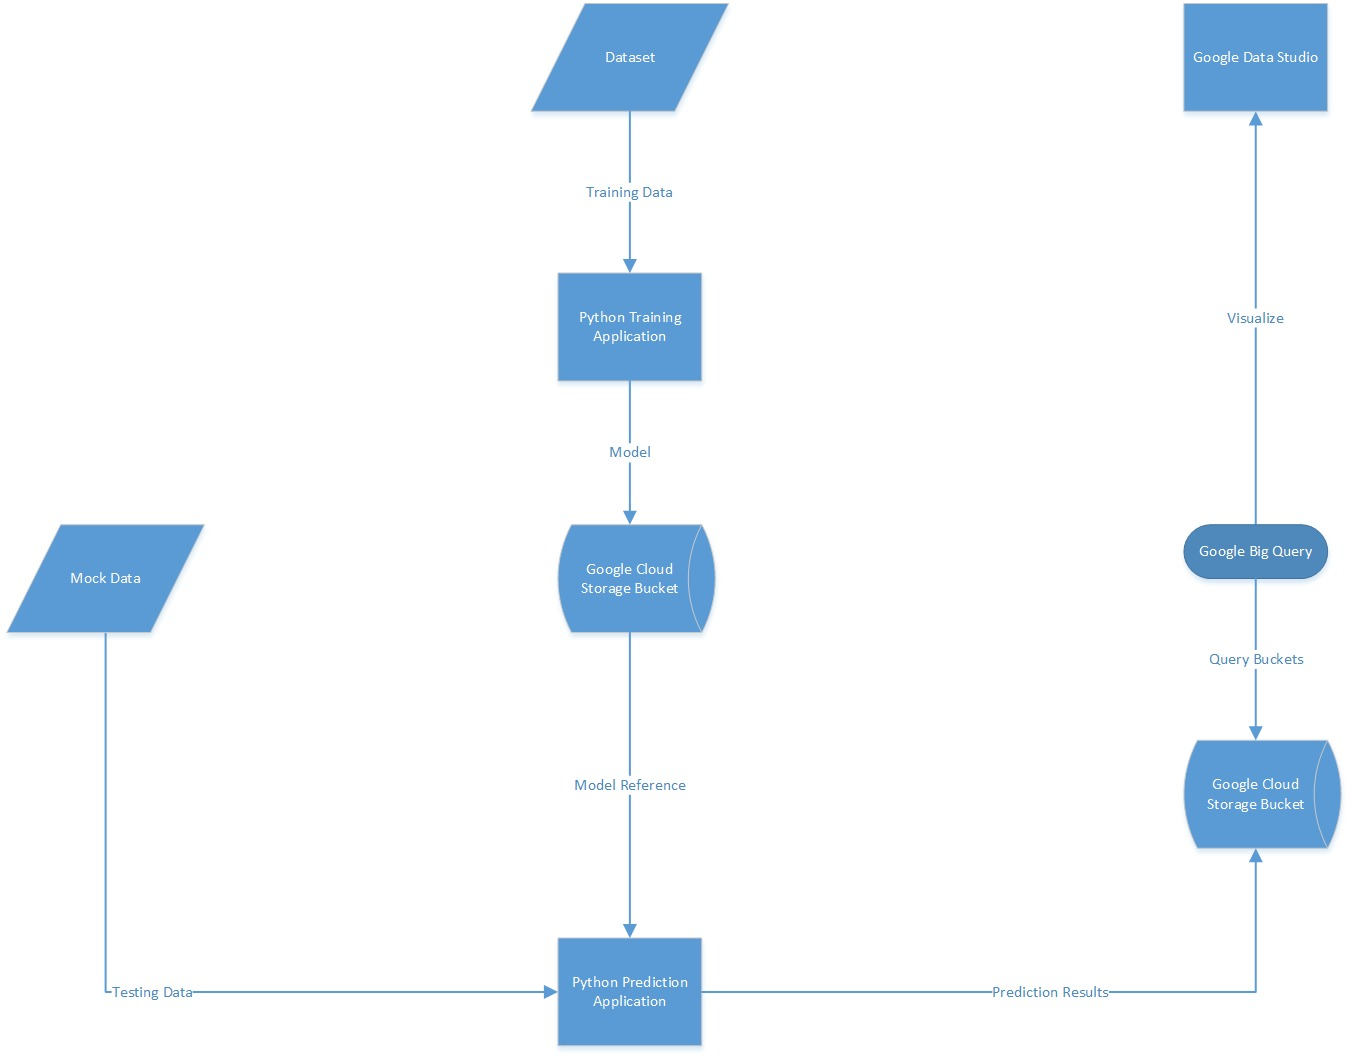 Dataset
Google Data Studio
Training Data
Python Training
Application
Visualize
Model
Mock Data
Google Cloud
Storage Bucket
Google Big Query
Query Buckets
Model Reference
Google Cloud
Storage Bucket
Testing Data
Python Prediction
Application
Prediction Results